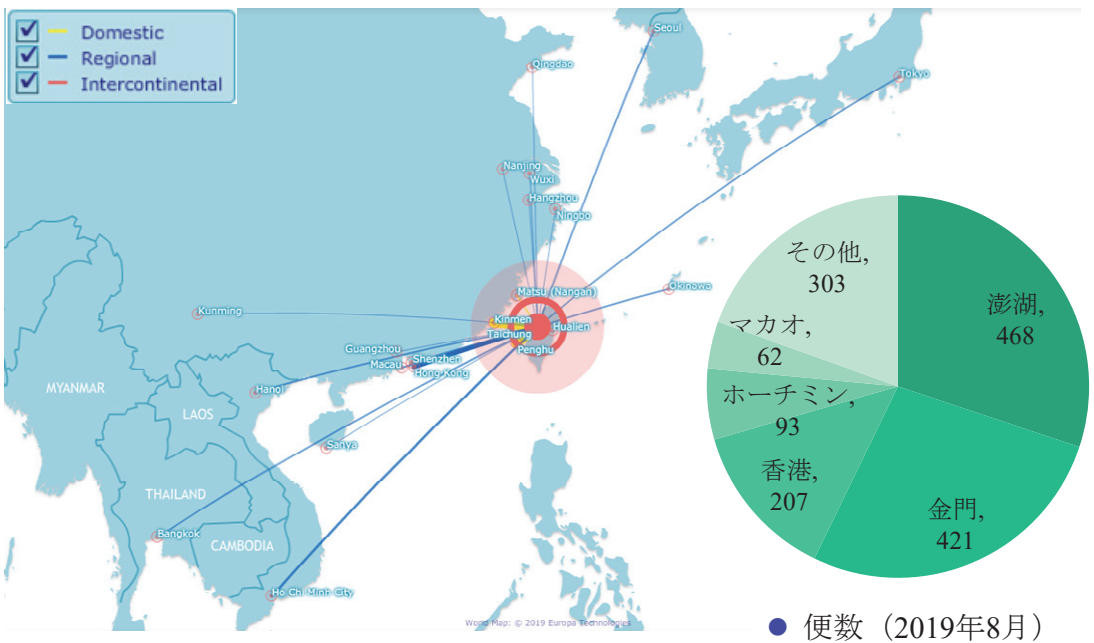 Domestic
Regional
Intercontinental
Seoul
Qingdao
Tokyo
Nanjing
Wuxi
Hangzhou
Ningbo
Okinawa
Matsu (Nangan)
Kunming
Kinmen
Hualien
Taichung
Penghu
Guangzhou
Shenzhen
Macau
Hong Kong
Hanoi
MYANMAR
LAOS
Sanya
THAILAND
Bangkok
CAMBODIA
Ho Chi Minh City
World Map: © 2019 Europa Technologies
その他,
303
澎湖,
468
マカオ,
62
ホーチミン,
93
香港,
207
金門,
421
便数（2019年8月）